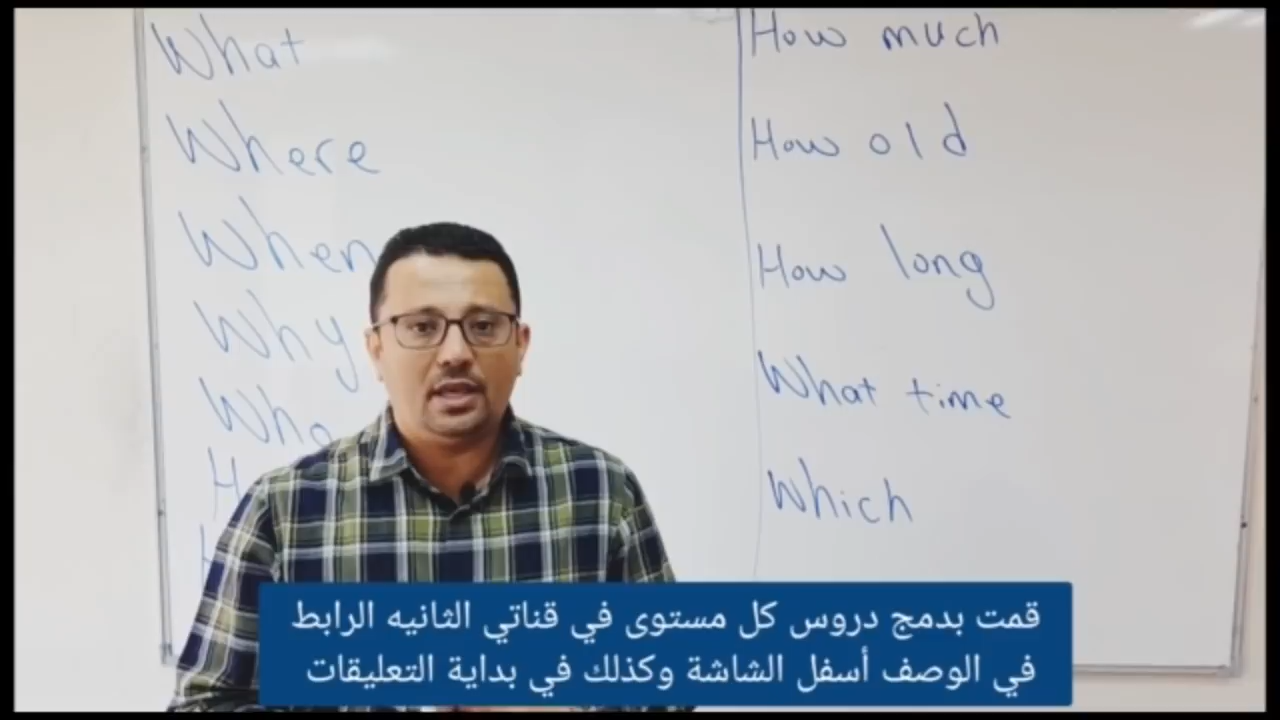 What
Where
When
Why
Who
How much
How old
How long
What time
Which
قمت بدمج دروس كل مستوى في قناتي الثانيه الرابط
في الوصف أسفل الشاشة وكذلك في بداية التعليقات